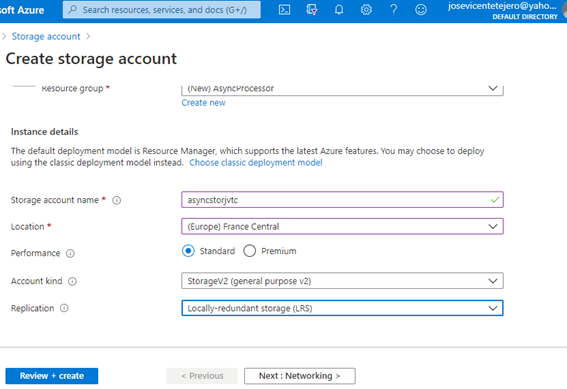 soft Azure
Search resources, services, and docs (G+/)
josevicentetejero@yaho...
DEFAULT DIRECTORY
Storage account
Create storage account
Resource group *
(New) AsyncProcessor
Create new
Instance details
The default deployment model is Resource Manager, which supports the latest Azure features. You may choose to deploy
using the classic deployment model instead. Choose classic deployment model
Storage account name *
asyncstorjvtc
Location *
(Europe) France Central
Performance
Standard
Premium
Account kind
StorageV2 (general purpose v2)
Replication
Locally-redundant storage (LRS)
Review + create
< Previous
Next : Networking >